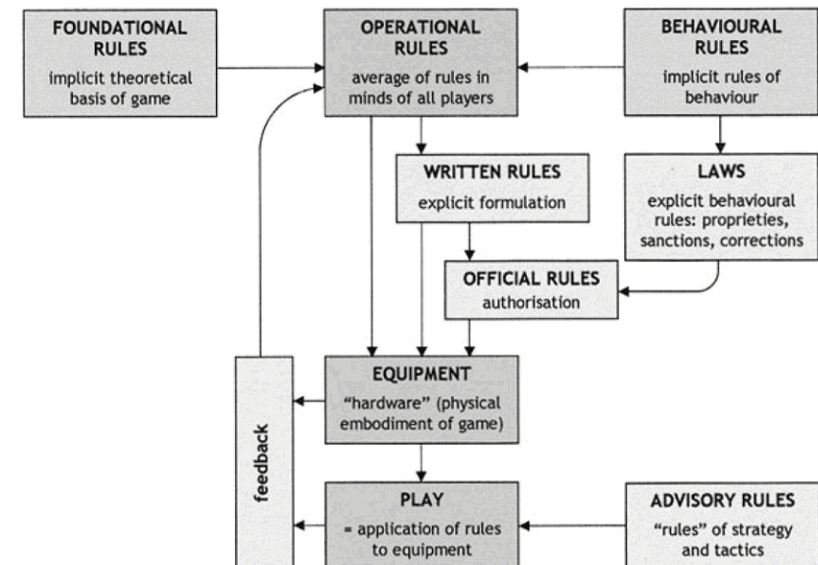 FOUNDATIONAL
RULES
implicit theoretical
basis of game
OPERATIONAL
RULES
average of rules in
minds of all players
BEHAVIOURAL
RULES
implicit rules of
behaviour
WRITTEN RULES
explicit formulation
LAWS
explicit behavioural
rules: proprieties,
sanctions, corrections
OFFICIAL RULES
authorisation
EQUIPMENT
“hardware” (physical
embodiment of game)
feedback
PLAY
= application of rules
to equipment
ADVISORY RULES
“rules” of strategy
and tactics